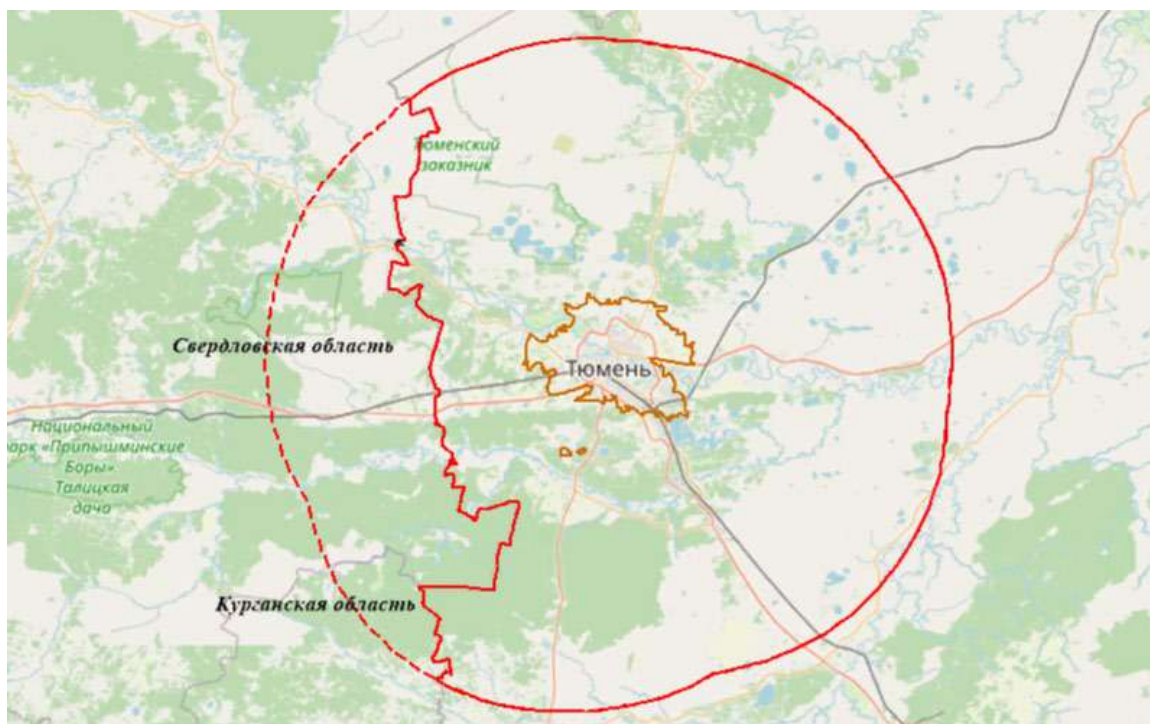 Тюменский
заказник
Свердловская область
Тюмень
Национальный
парк «Припышминские
Боры»
Талицкая
дача
Курганская область